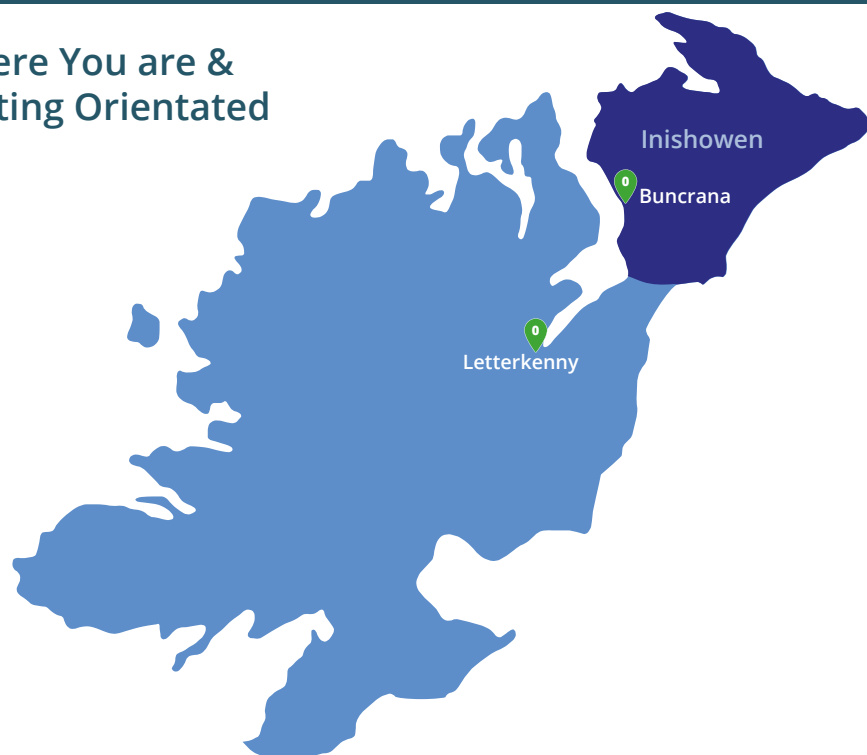 ere You are &
ting Orientated
Inishowen
0
Buncrana
0
Letterkenny